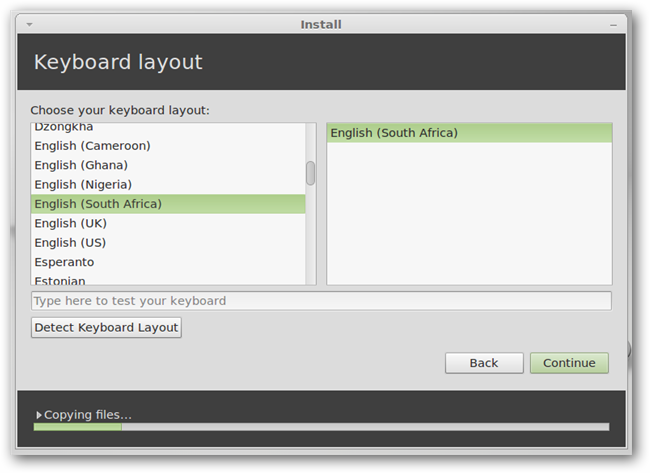 Install
Keyboard layout
Choose your keyboard layout:
Dzongkha
English (Cameroon)
English (Ghana)
English (Nigeria)
English (South Africa)
English (UK)
English (US)
Esperanto
Estonian
English (South Africa)
Type here to test your keyboard
Detect Keyboard Layout
Back
Continue
Copying files...